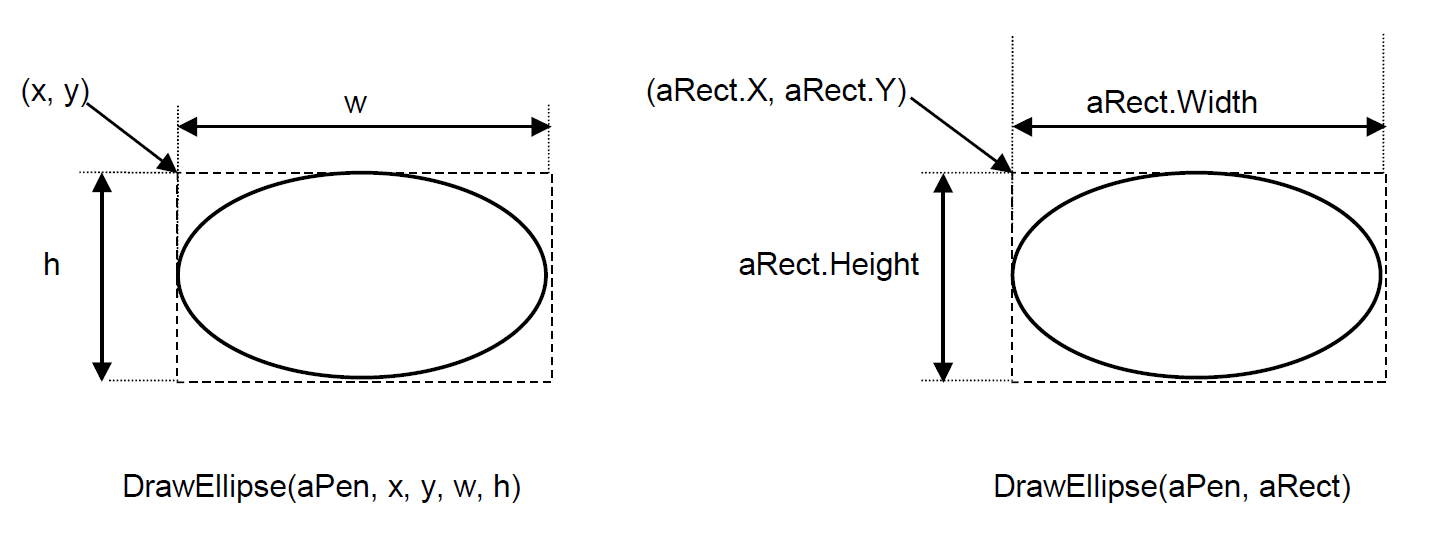 (x, y)
w
h
DrawEllipse(aPen, x, y, w, h)
(aRect.X, aRect.Y)
aRect.Width
aRect.Height
DrawEllipse(aPen, aRect)